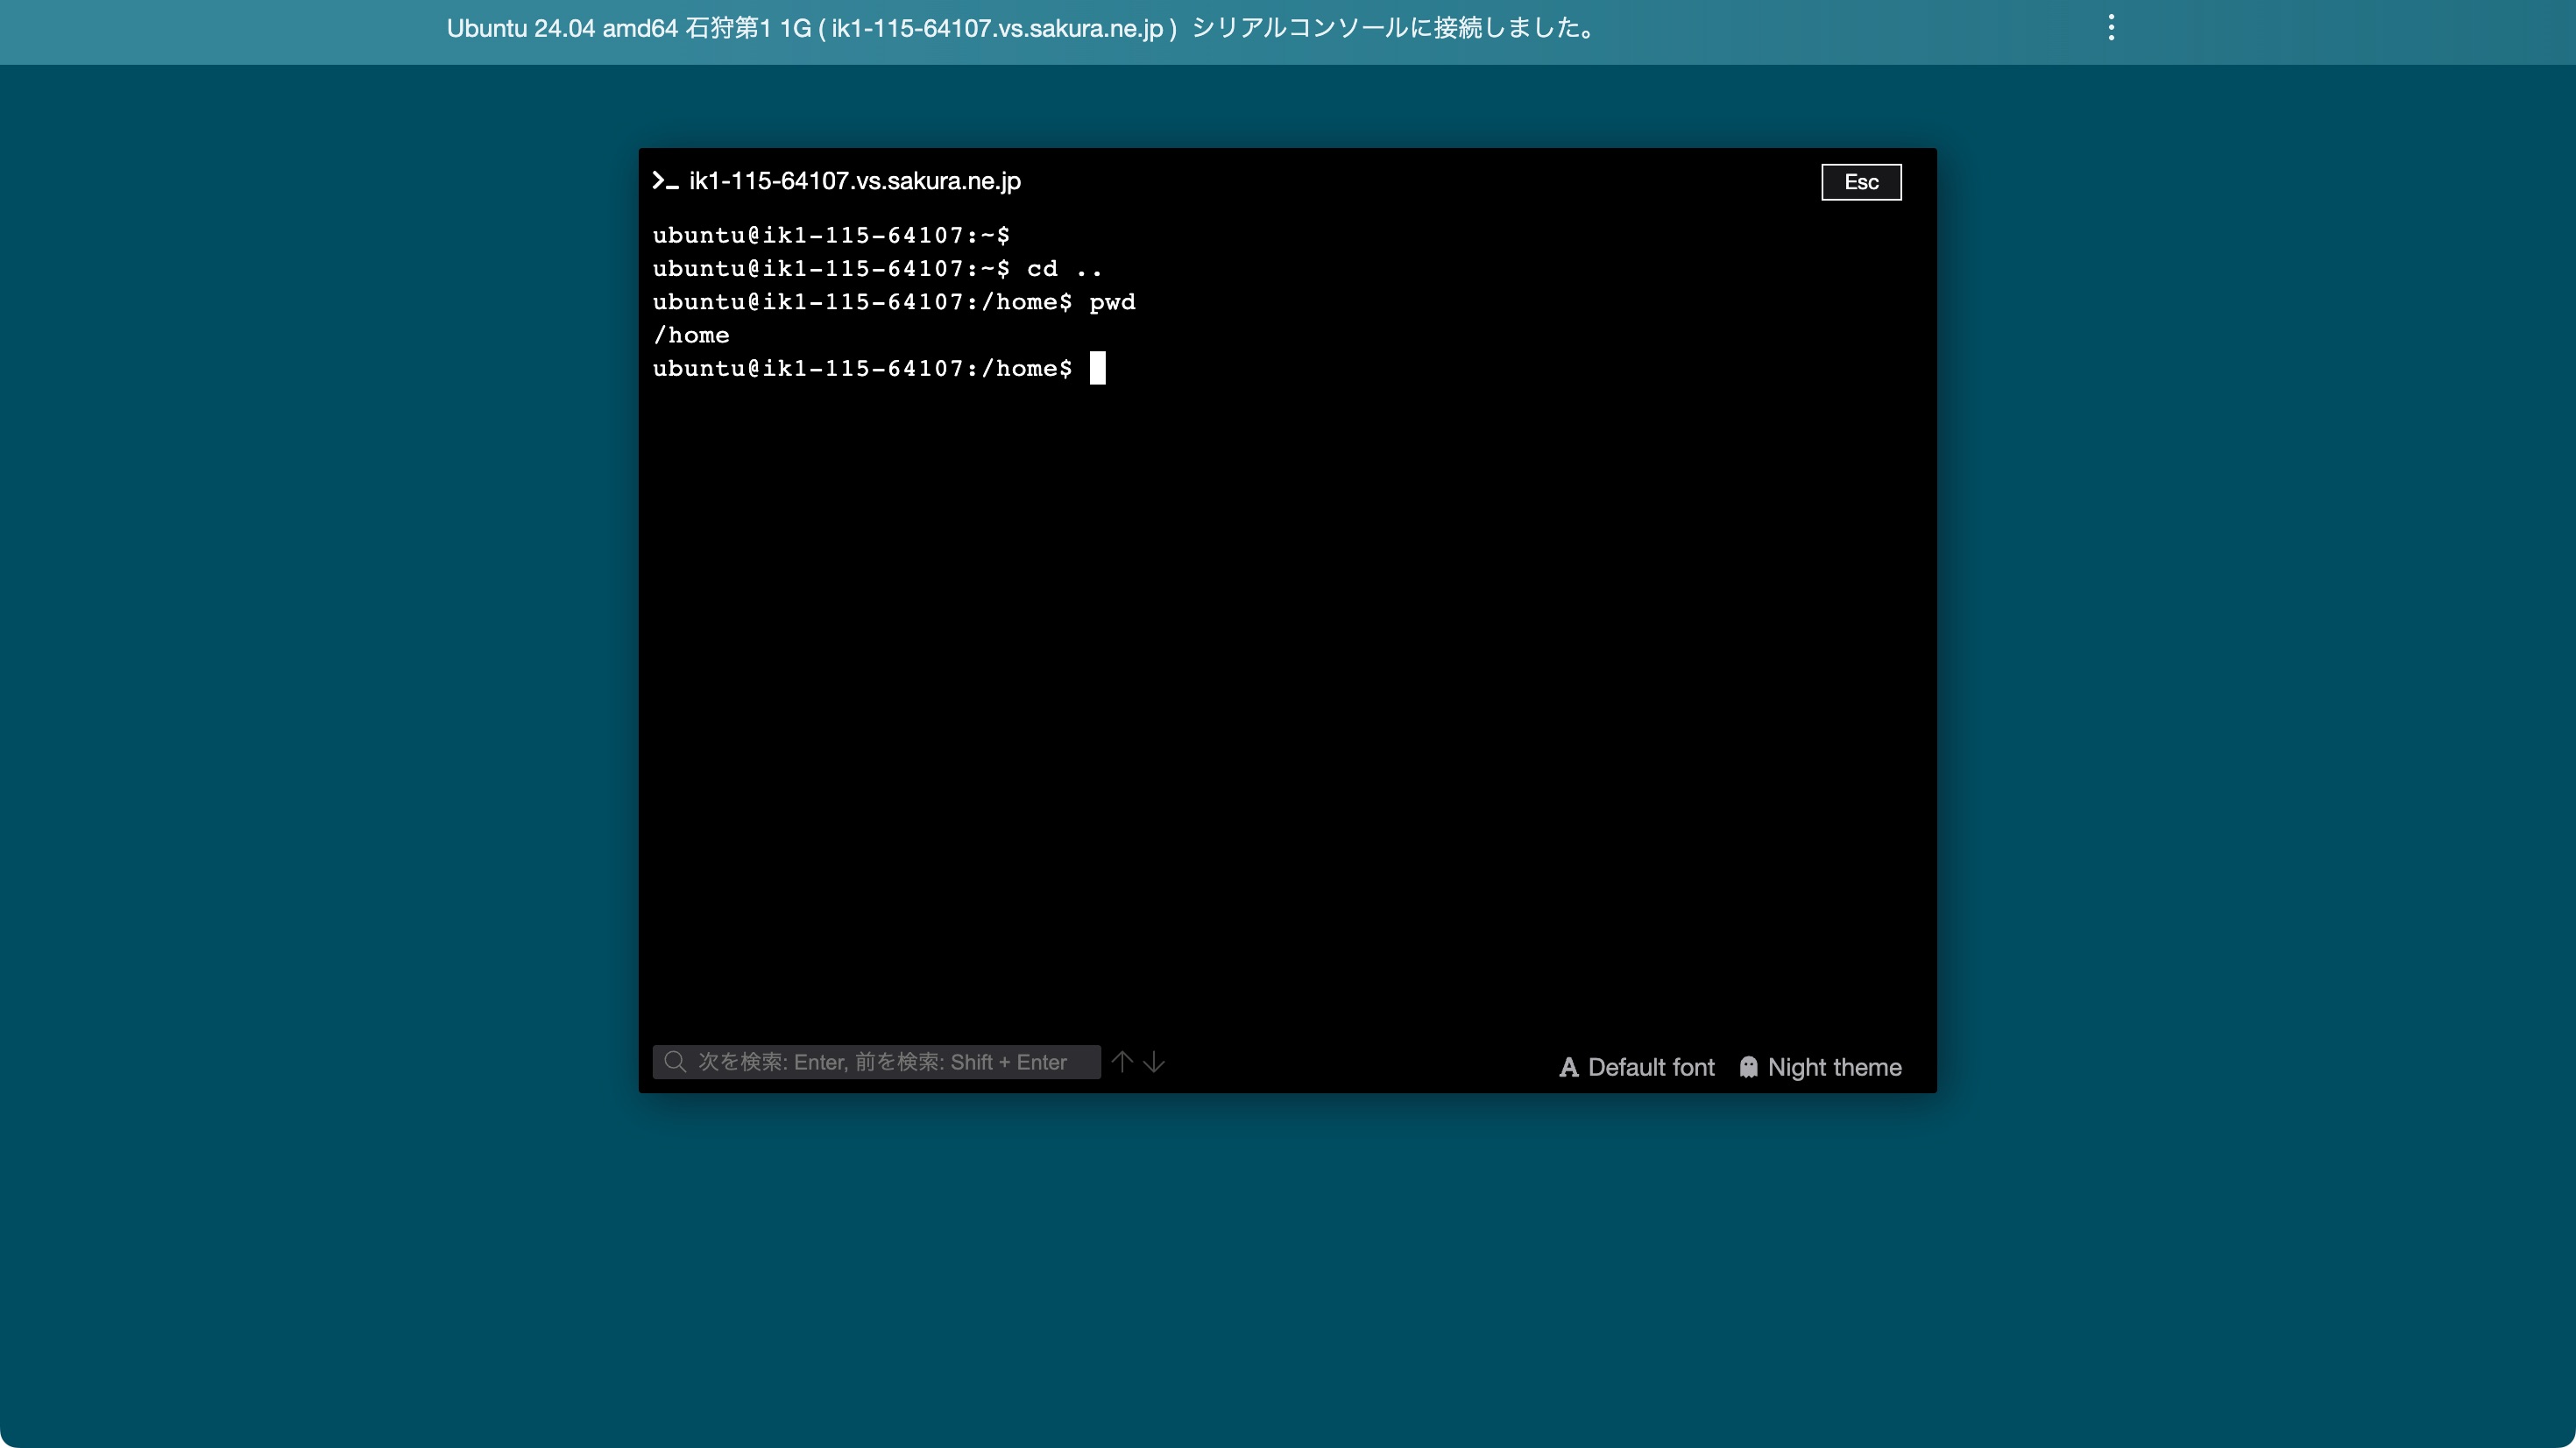 Ubuntu 24.04 amd64 石狩第1 1G ( ik1-115-64107.vs.sakura.ne.jp ) シリアルコンソールに接続しました。
ik1-115-64107.vs.sakura.ne.jp
Esc
ubuntu@ik1-115-64107:~$
ubuntu@ik1-115-64107:~$ cd ..
ubuntu@ik1-115-64107:/home$ pwd
/home
ubuntu@ik1-115-64107:/home$
次を検索: Enter, 前を検索: Shift + Enter
A Default font Night theme